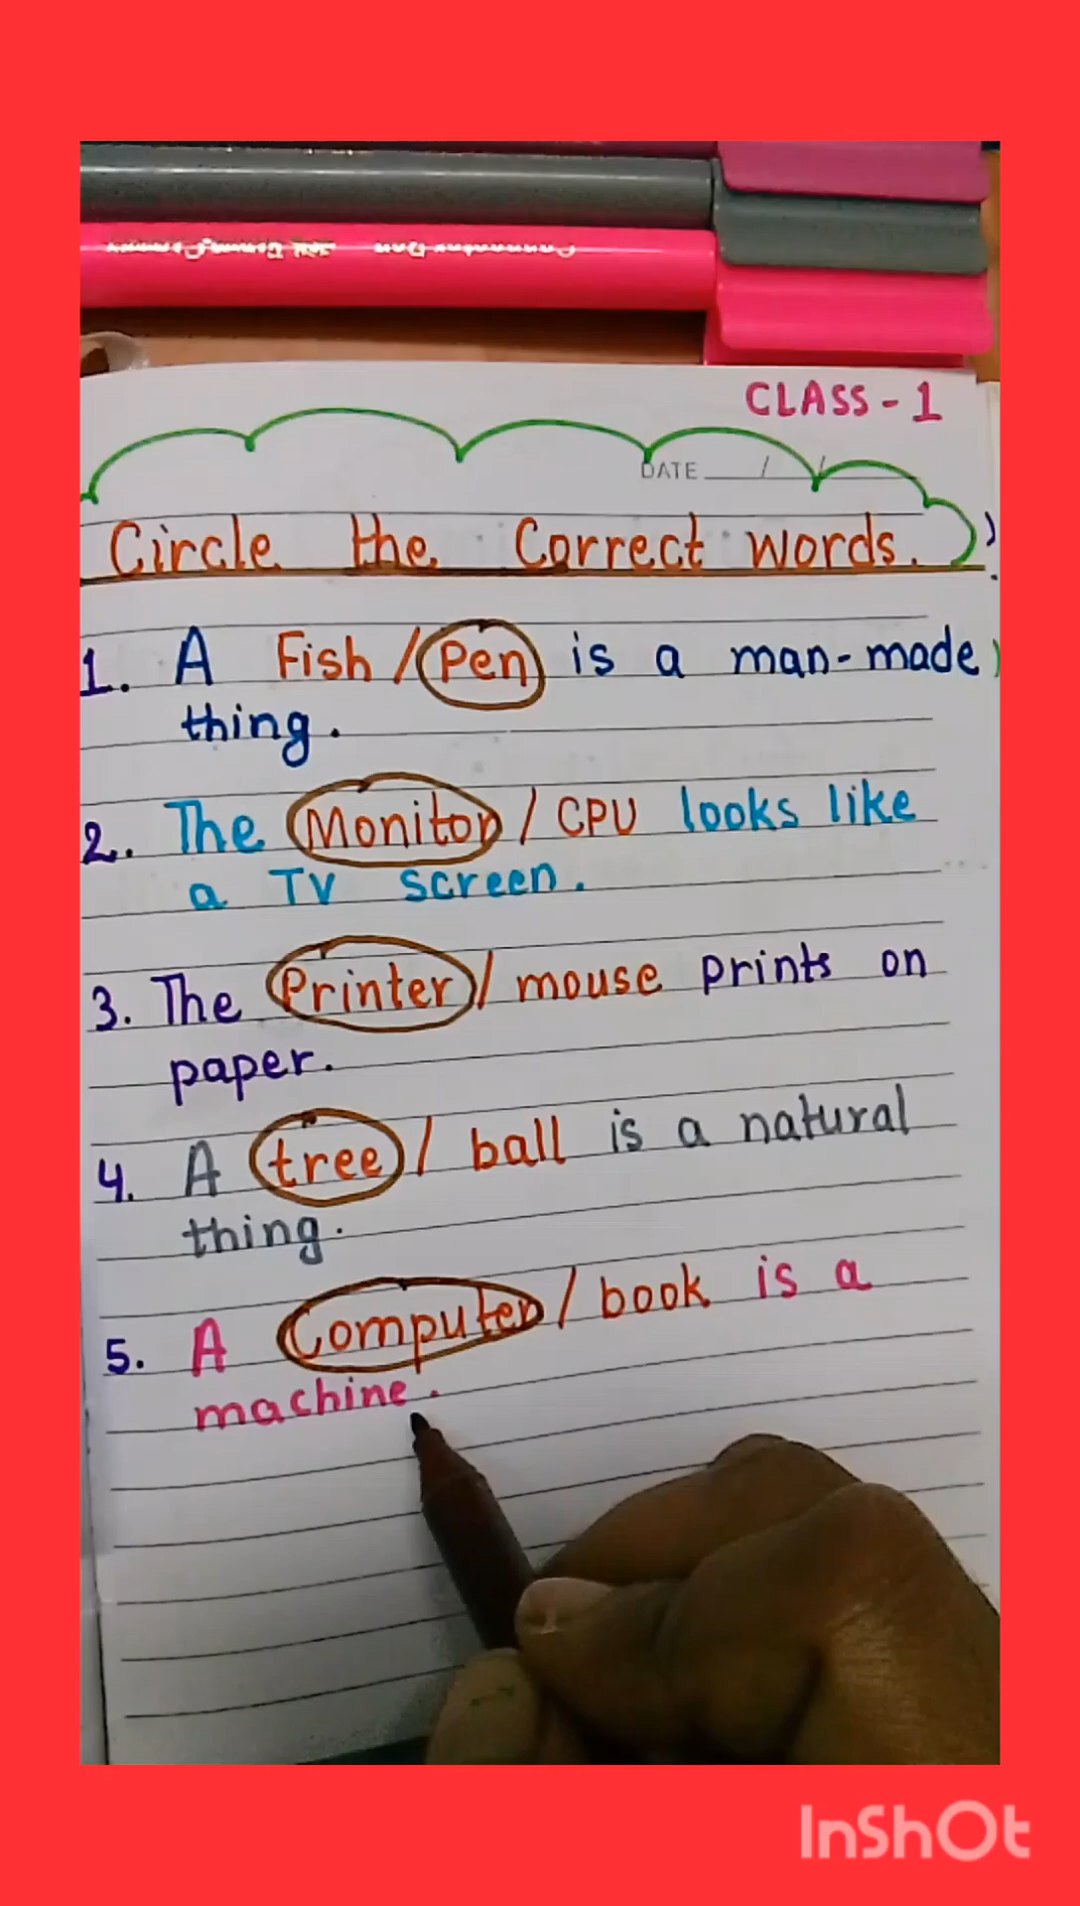 CLASS - 1
DATE
Circle the Correct words.
1. A Fish / Pen is a man-made
thing.
2. The Monitor / CPU looks like
a TV screen.
3. The Printer / mouse prints on
paper.
4. A tree / ball is a natural
thing.
5. A Computer / book is a
machine.
InShOt